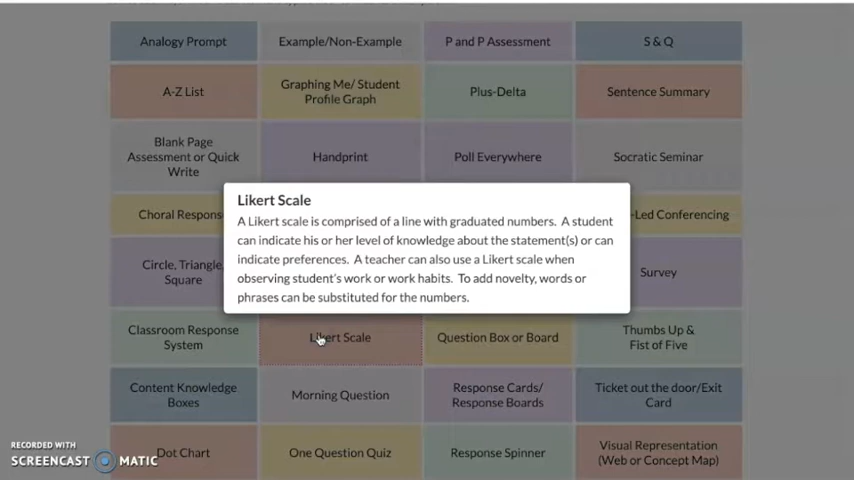 Analogy Prompt
Example/Non-Example
P and P Assessment
S & Q
A-Z List
Graphing Me/ Student
Profile Graph
Plus-Delta
Sentence Summary
Blank Page
Assessment or Quick
Write
Handprint
Poll Everywhere
Socratic Seminar
Likert Scale
A Likert scale is comprised of a line with graduated numbers. A student
can indicate his or her level of knowledge about the statement(s) or can
indicate preferences. A teacher can also use a Likert scale when
observing student's work or work habits. To add novelty, words or
phrases can be substituted for the numbers.
Choral Respons
-Led Conferencing
Circle, Triangle,
Square
Survey
Classroom Response
System
Likert Scale
Question Box or Board
Thumbs Up &
Fist of Five
Content Knowledge
Boxes
Morning Question
Response Cards/
Response Boards
Ticket out the door/Exit
Card
Dot Chart
One Question Quiz
Response Spinner
Visual Representation
(Web or Concept Map)
RECORDED WITH
SCREENCAST MATIC